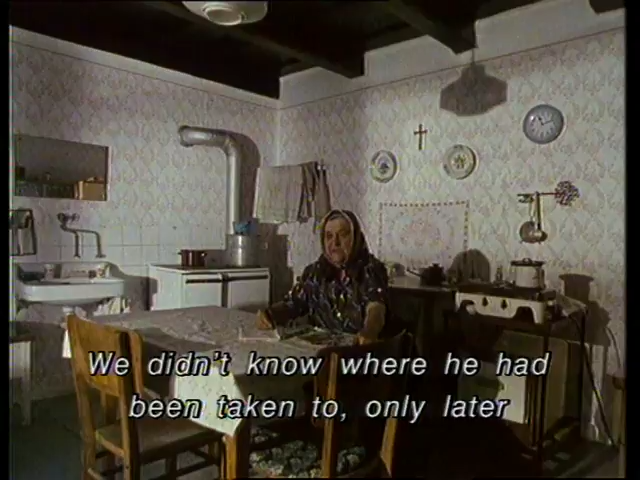 We didn't know where he had
been taken to, only later